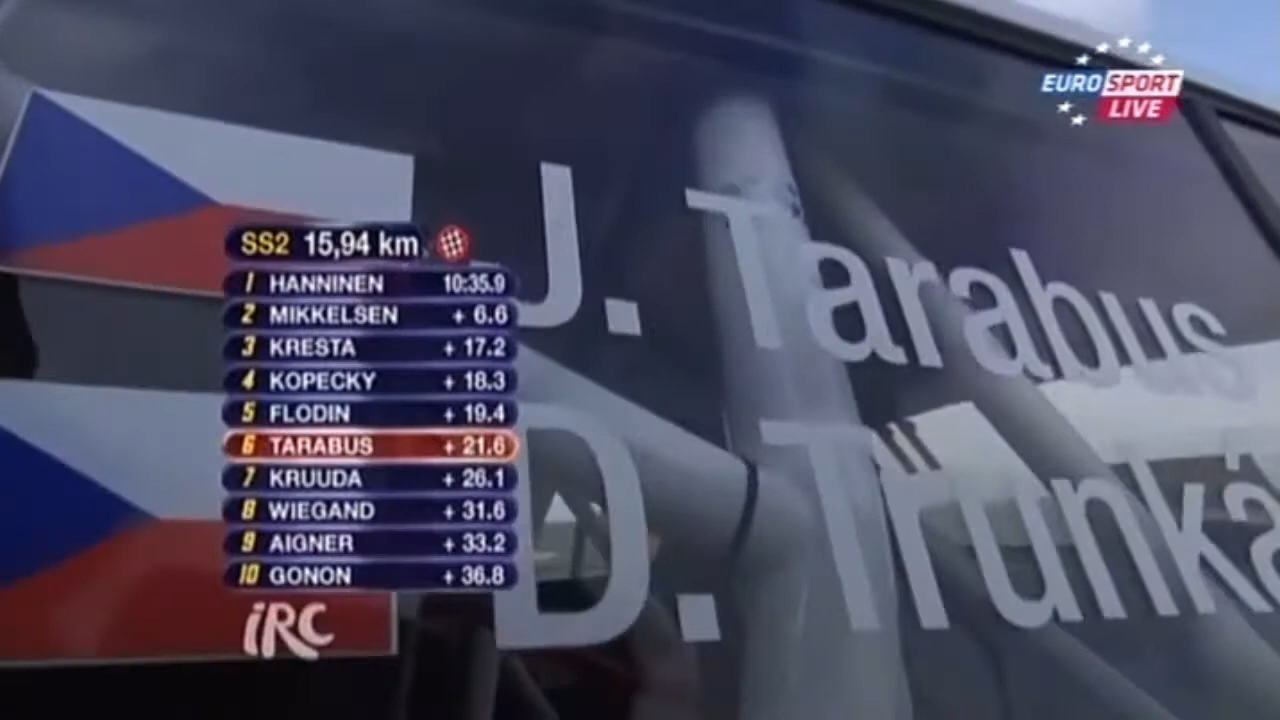 EUROSPORT
LIVE
SS2 15,94 km
1 HANNINEN 10:35.9
2 MIKKELSEN + 6.6
3 KRESTA + 17.2
4 KOPECKY + 18.3
5 FLODIN + 19.4
6 TARABUS + 21.6
7 KRUUDA + 26.1
8 WIEGAND + 31.6
9 AIGNER + 33.2
10 GONON + 36.8
iRC
J. Tarabus
D. Trunká